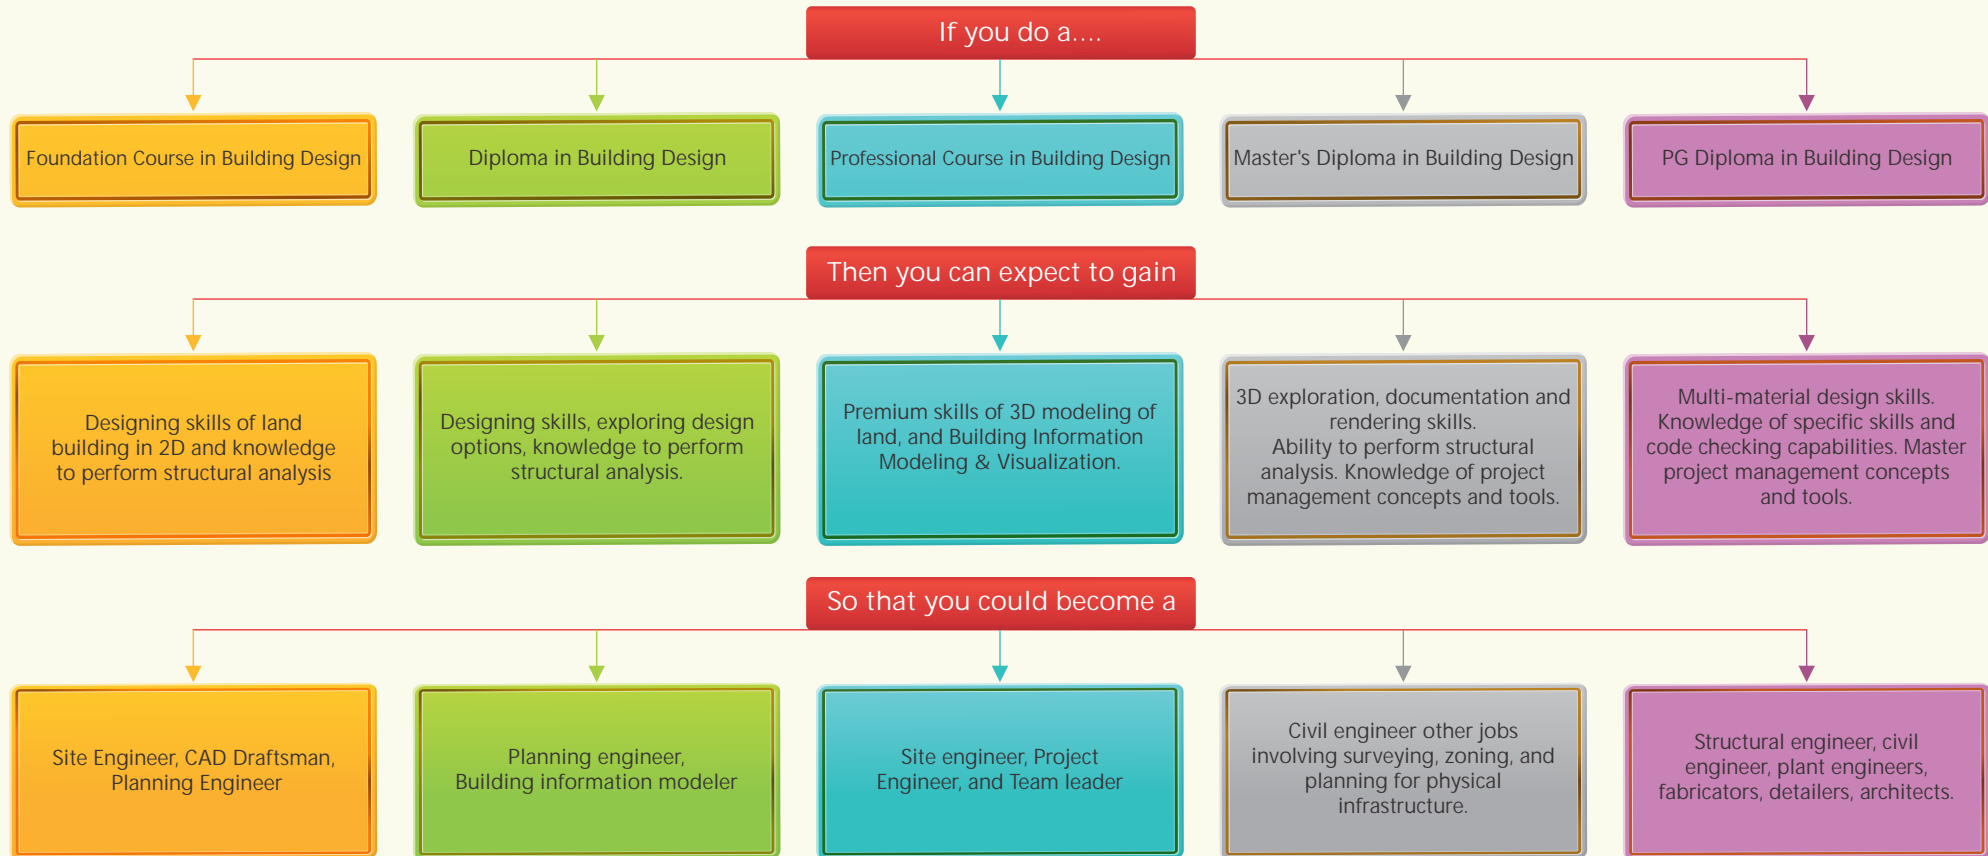 If you do a....
Foundation Course in Building Design
Diploma in Building Design
Professional Course in Building Design
Master's Diploma in Building Design
PG Diploma in Building Design
Then you can expect to gain
Designing skills of land
building in 2D and knowledge
to perform structural analysis
Designing skills, exploring design
options, knowledge to perform
structural analysis.
Premium skills of 3D modeling of
land, and Building Information
Modeling & Visualization.
3D exploration, documentation and
rendering skills.
Ability to perform structural
analysis. Knowledge of project
management concepts and tools.
Multi-material design skills.
Knowledge of specific skills and
code checking capabilities. Master
project management concepts
and tools.
So that you could become a
Site Engineer, CAD Draftsman,
Planning Engineer
Planning engineer,
Building information modeler
Site engineer, Project
Engineer, and Team leader
Civil engineer other jobs
involving surveying, zoning, and
planning for physical
infrastructure.
Structural engineer, civil
engineer, plant engineers,
fabricators, detailers, architects.